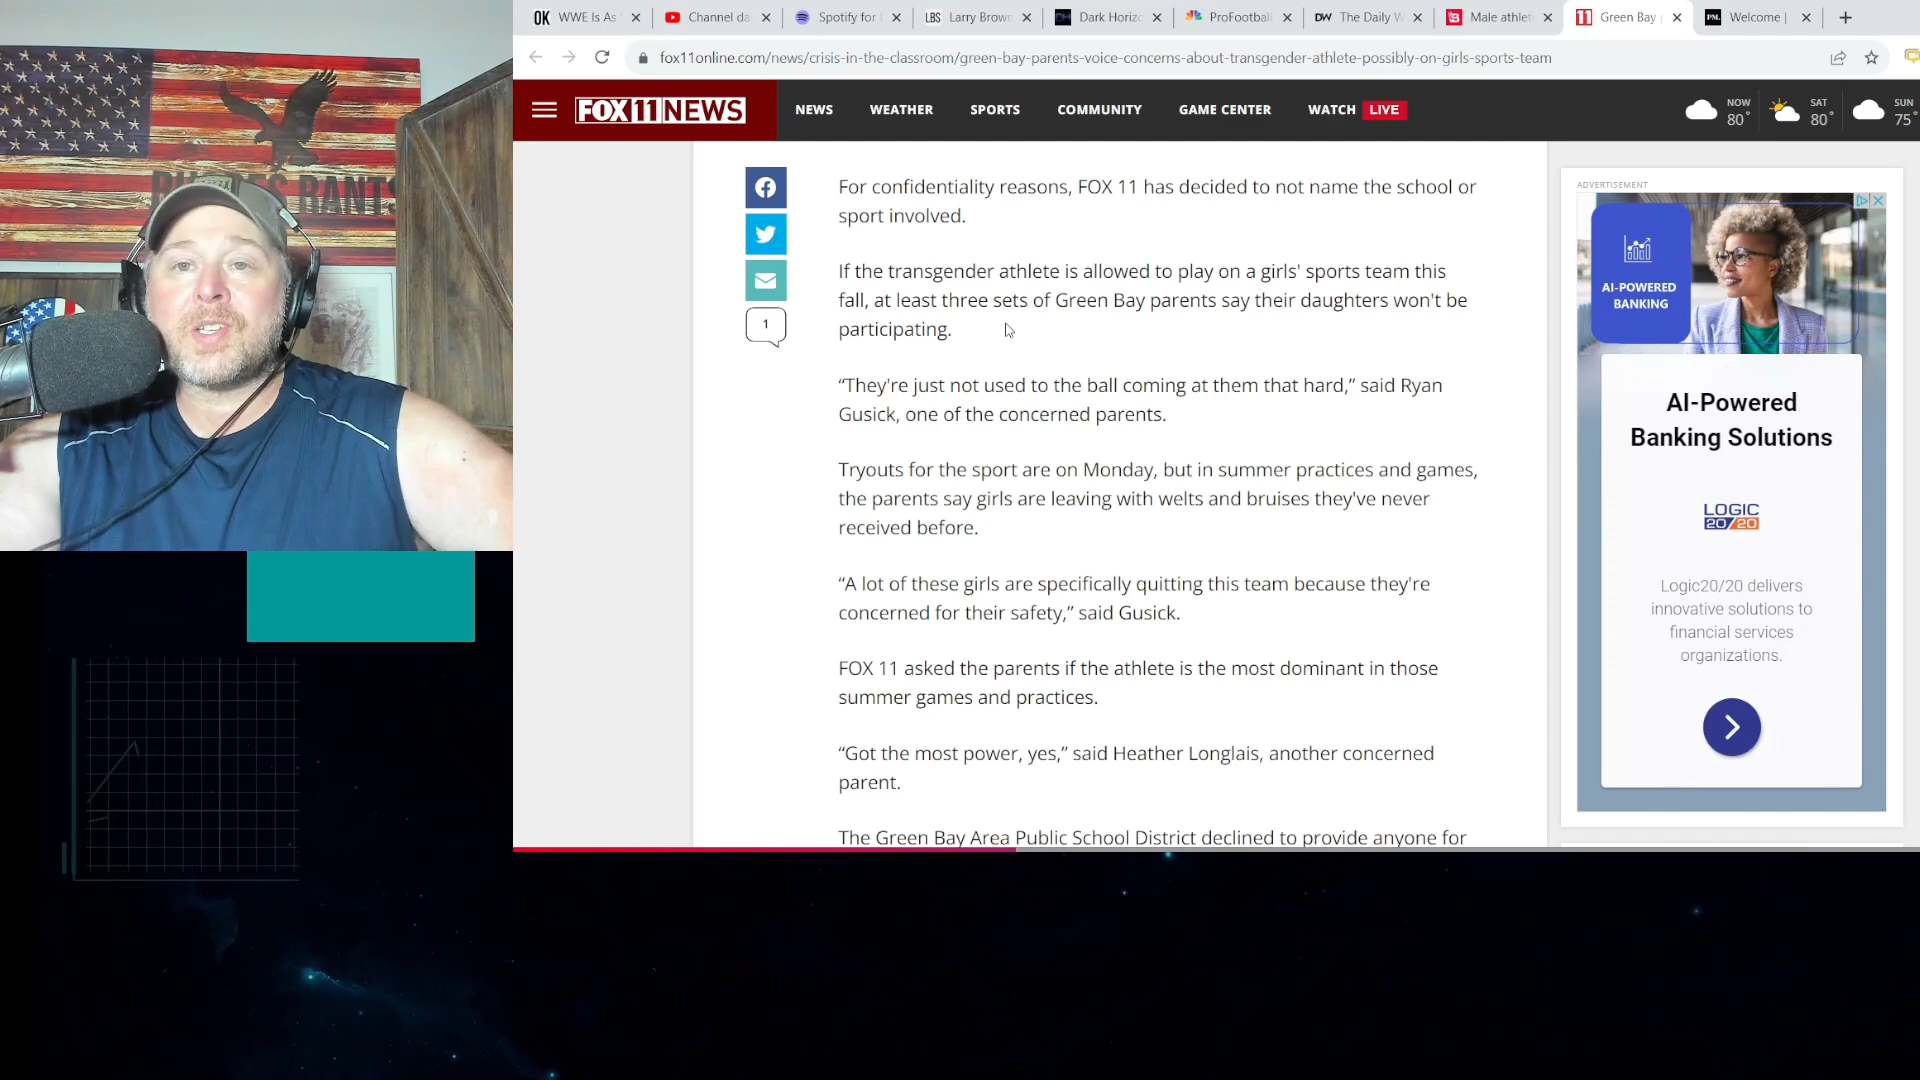 OK WWE Is As
Channel da
Spotify for
LBS Larry Brown
Dark Horizo
ProFootball
DW The Daily W
B Male athlet
11 Green Bay
PM. Welcome |
fox11online.com/news/crisis-in-the-classroom/green-bay-parents-voice-concerns-about-transgender-athlete-possibly-on-girls-sports-team
FOX 11 NEWS
NEWS WEATHER SPORTS COMMUNITY GAME CENTER WATCH LIVE
NOW 80° SAT 80° SUN 75°
RANTS
For confidentiality reasons, FOX 11 has decided to not name the school or
sport involved.
If the transgender athlete is allowed to play on a girls' sports team this
fall, at least three sets of Green Bay parents say their daughters won't be
participating.
1
“They're just not used to the ball coming at them that hard,” said Ryan
Gusick, one of the concerned parents.
Tryouts for the sport are on Monday, but in summer practices and games,
the parents say girls are leaving with welts and bruises they've never
received before.
“A lot of these girls are specifically quitting this team because they're
concerned for their safety,” said Gusick.
FOX 11 asked the parents if the athlete is the most dominant in those
summer games and practices.
“Got the most power, yes,” said Heather Longlais, another concerned
parent.
The Green Bay Area Public School District declined to provide anyone for
ADVERTISEMENT
AI-POWERED
BANKING
AI-Powered
Banking Solutions
LOGIC
20/20
Logic20/20 delivers
innovative solutions to
financial services
organizations.